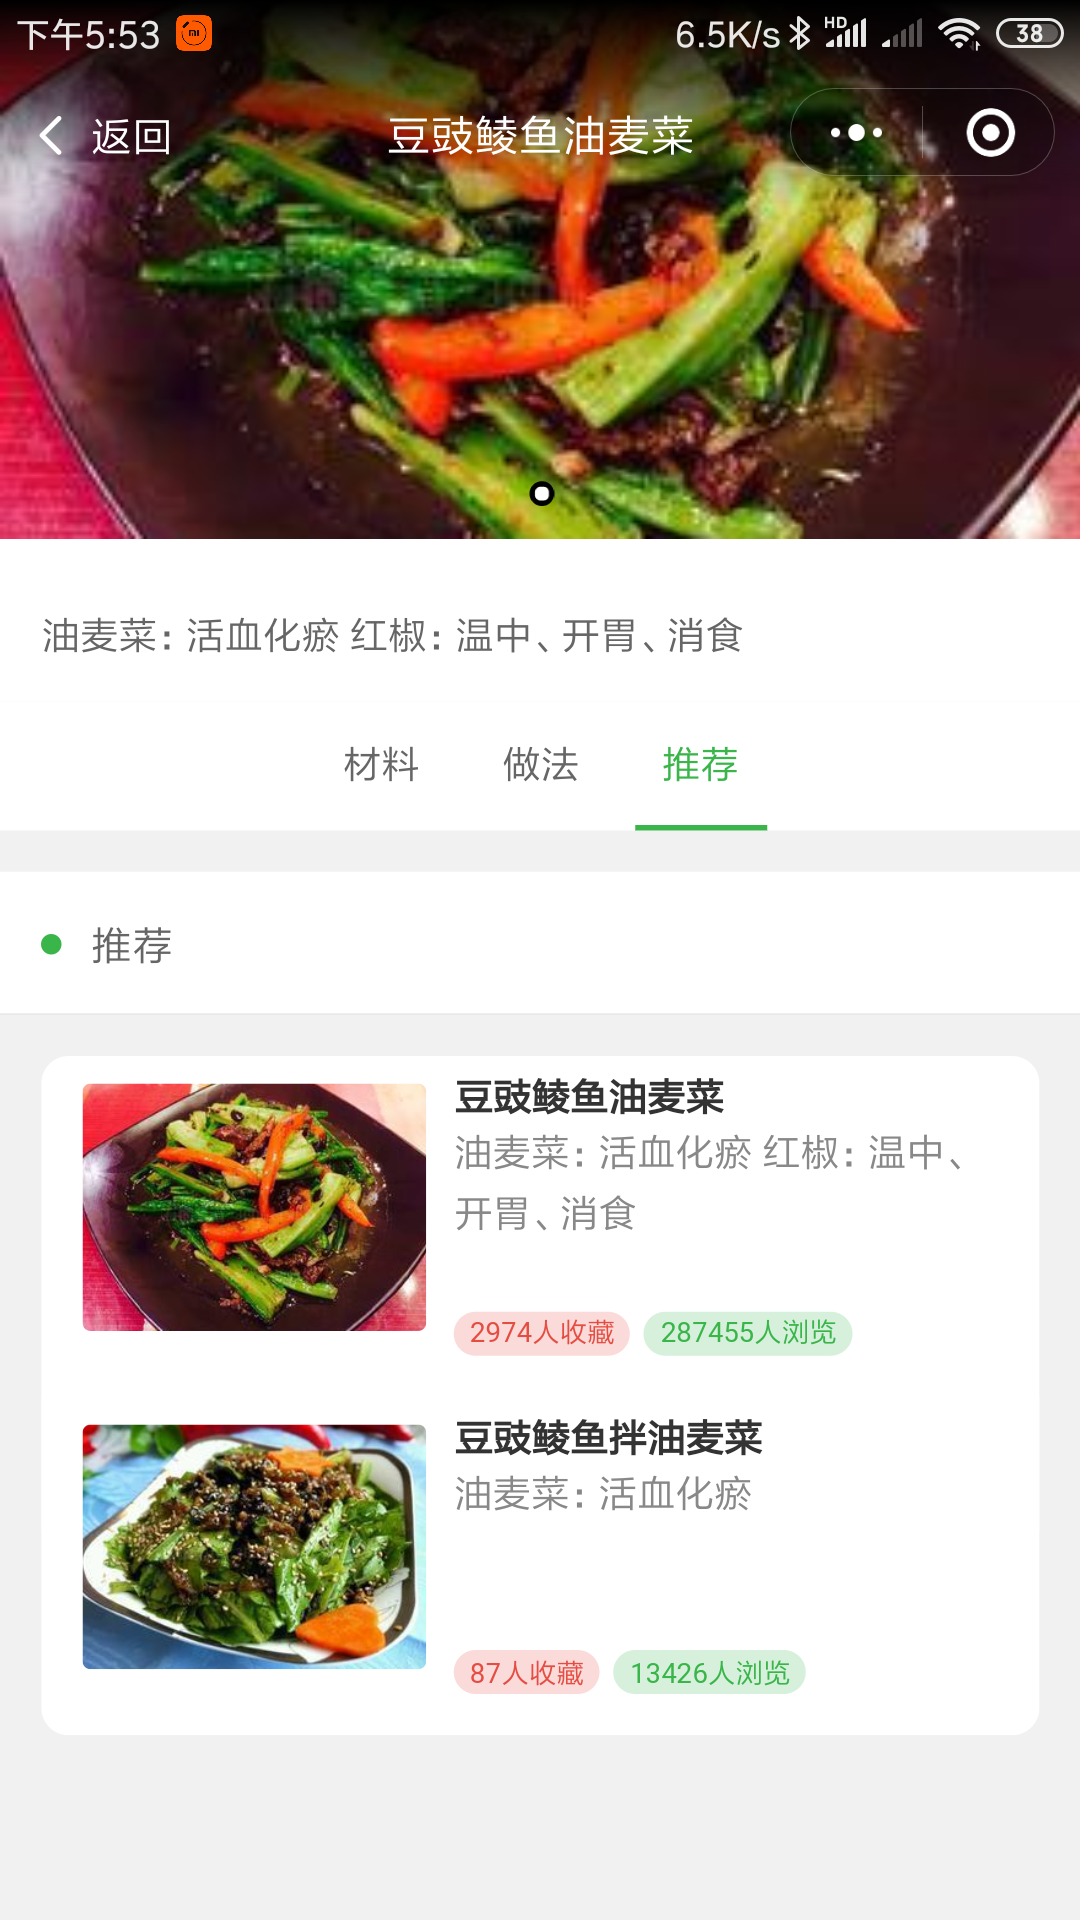 下午5:53
6.5K/s
HD
38
返回
豆豉鲮鱼油麦菜
油麦菜：活血化瘀 红椒：温中、开胃、消食
材料
做法
推荐
推荐
豆豉鲮鱼油麦菜
油麦菜：活血化瘀 红椒：温中、
开胃、消食
2974人收藏 287455人浏览
豆豉鲮鱼拌油麦菜
油麦菜：活血化瘀
87人收藏 13426人浏览